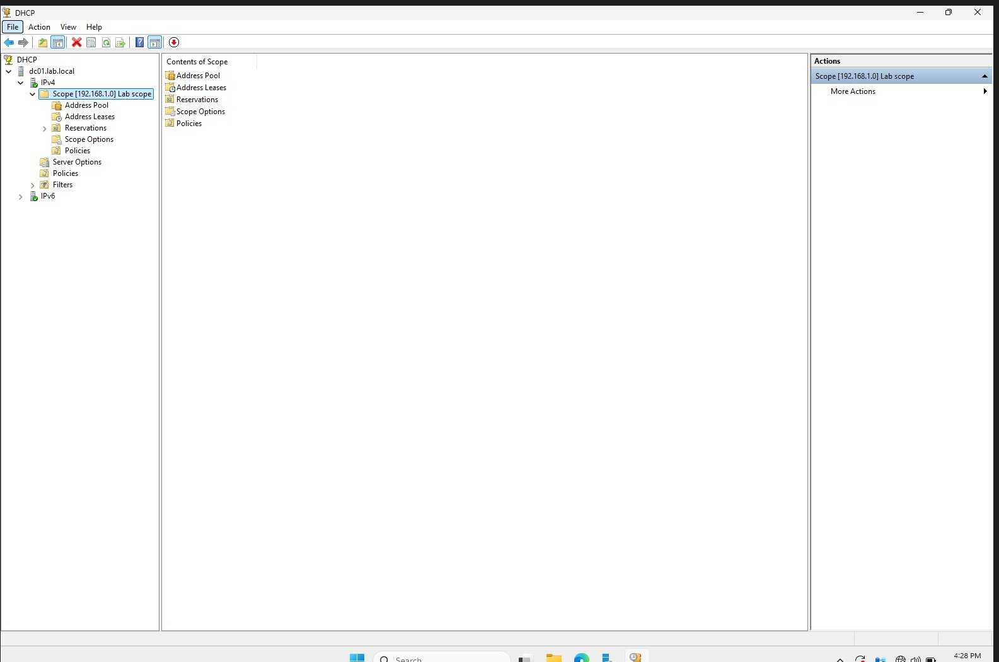 DHCP
File Action View Help
DHCP
dc01.lab.local
IPv4
Scope [192.168.1.0] Lab scope
Address Pool
Address Leases
Reservations
Scope Options
Policies
Server Options
Policies
Filters
IPv6
Contents of Scope
Address Pool
Address Leases
Reservations
Scope Options
Policies
Actions
Scope [192.168.1.0] Lab scope
More Actions
Search
4:28 PM